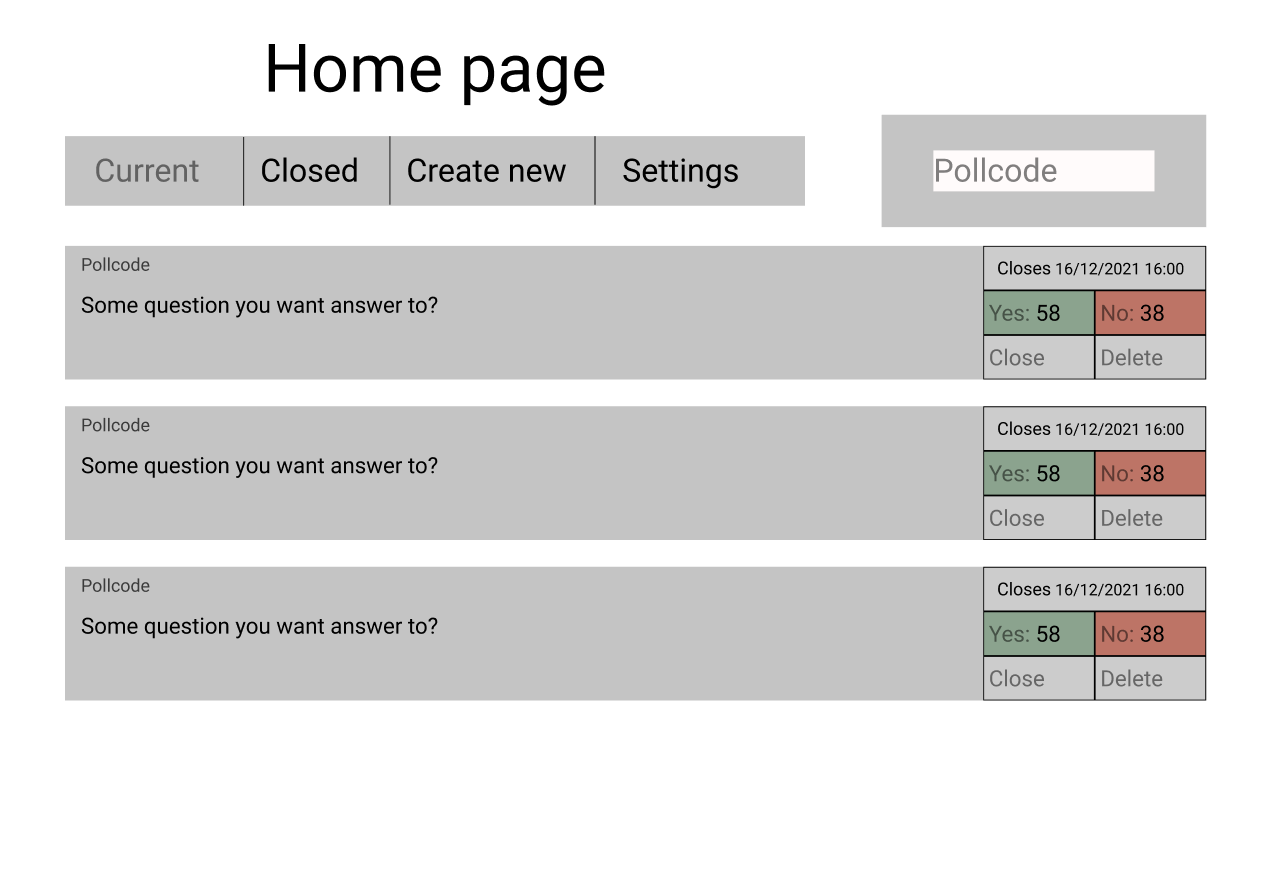 Home page
Current Closed Create new Settings
Pollcode
Pollcode
Some question you want answer to?
Closes 16/12/2021 16:00
Yes: 58 No: 38
Close Delete
Pollcode
Some question you want answer to?
Closes 16/12/2021 16:00
Yes: 58 No: 38
Close Delete
Pollcode
Some question you want answer to?
Closes 16/12/2021 16:00
Yes: 58 No: 38
Close Delete